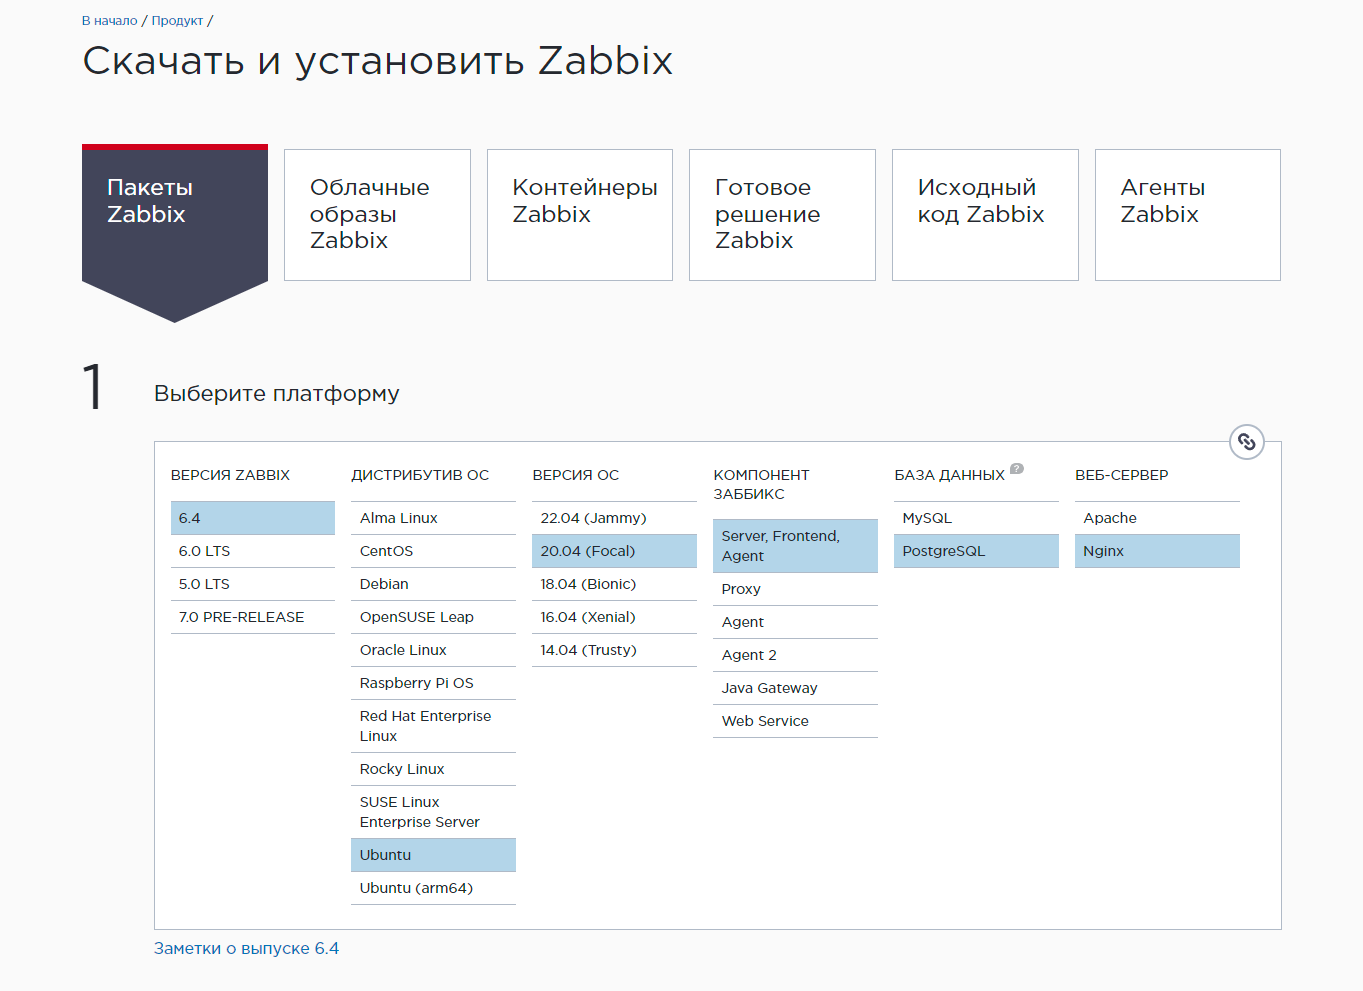 В начало / Продукт /
Скачать и установить Zabbix
Пакеты
Zabbix
Облачные
образы
Zabbix
Контейнеры
Zabbix
Готовое
решение
Zabbix
Исходный
код Zabbix
Агенты
Zabbix
1
Выберите платформу
ВЕРСИЯ ZABBIX
6.4
6.0 LTS
5.0 LTS
7.0 PRE-RELEASE
ДИСТРИБУТИВ ОС
Alma Linux
CentOS
Debian
OpenSUSE Leap
Oracle Linux
Raspberry Pi OS
Red Hat Enterprise
Linux
Rocky Linux
SUSE Linux
Enterprise Server
Ubuntu
Ubuntu (arm64)
ВЕРСИЯ ОС
22.04 (Jammy)
20.04 (Focal)
18.04 (Bionic)
16.04 (Xenial)
14.04 (Trusty)
КОМПОНЕНТ
ЗАББИКС
Server, Frontend,
Agent
Proxy
Agent
Agent 2
Java Gateway
Web Service
БАЗА ДАННЫХ ?
MySQL
PostgreSQL
ВЕБ-СЕРВЕР
Apache
Nginx
Заметки о выпуске 6.4